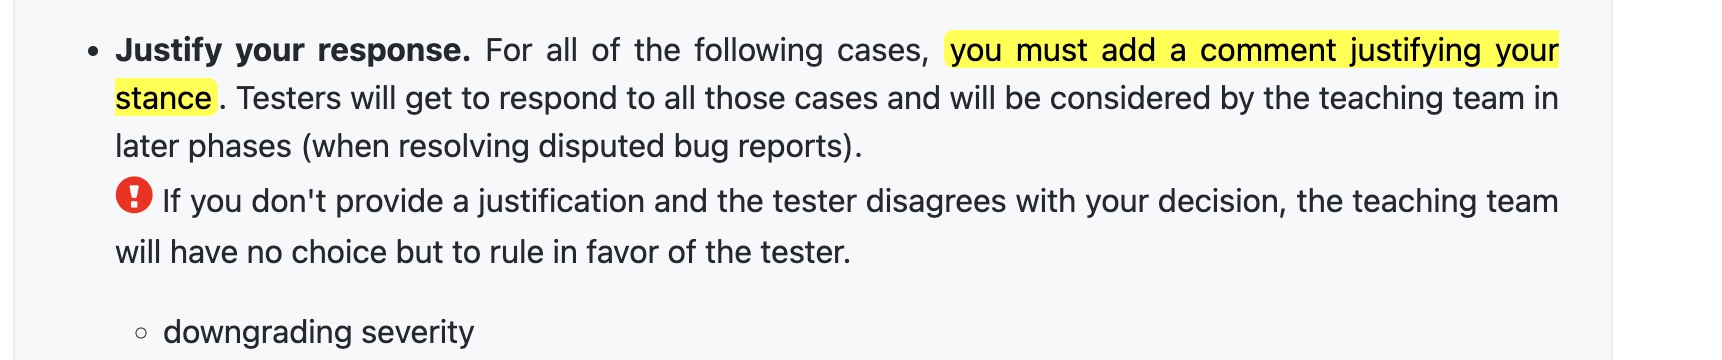 • Justify your response. For all of the following cases, you must add a comment justifying your
stance. Testers will get to respond to all those cases and will be considered by the teaching team in
later phases (when resolving disputed bug reports).
! If you don't provide a justification and the tester disagrees with your decision, the teaching team
will have no choice but to rule in favor of the tester.
◦ downgrading severity